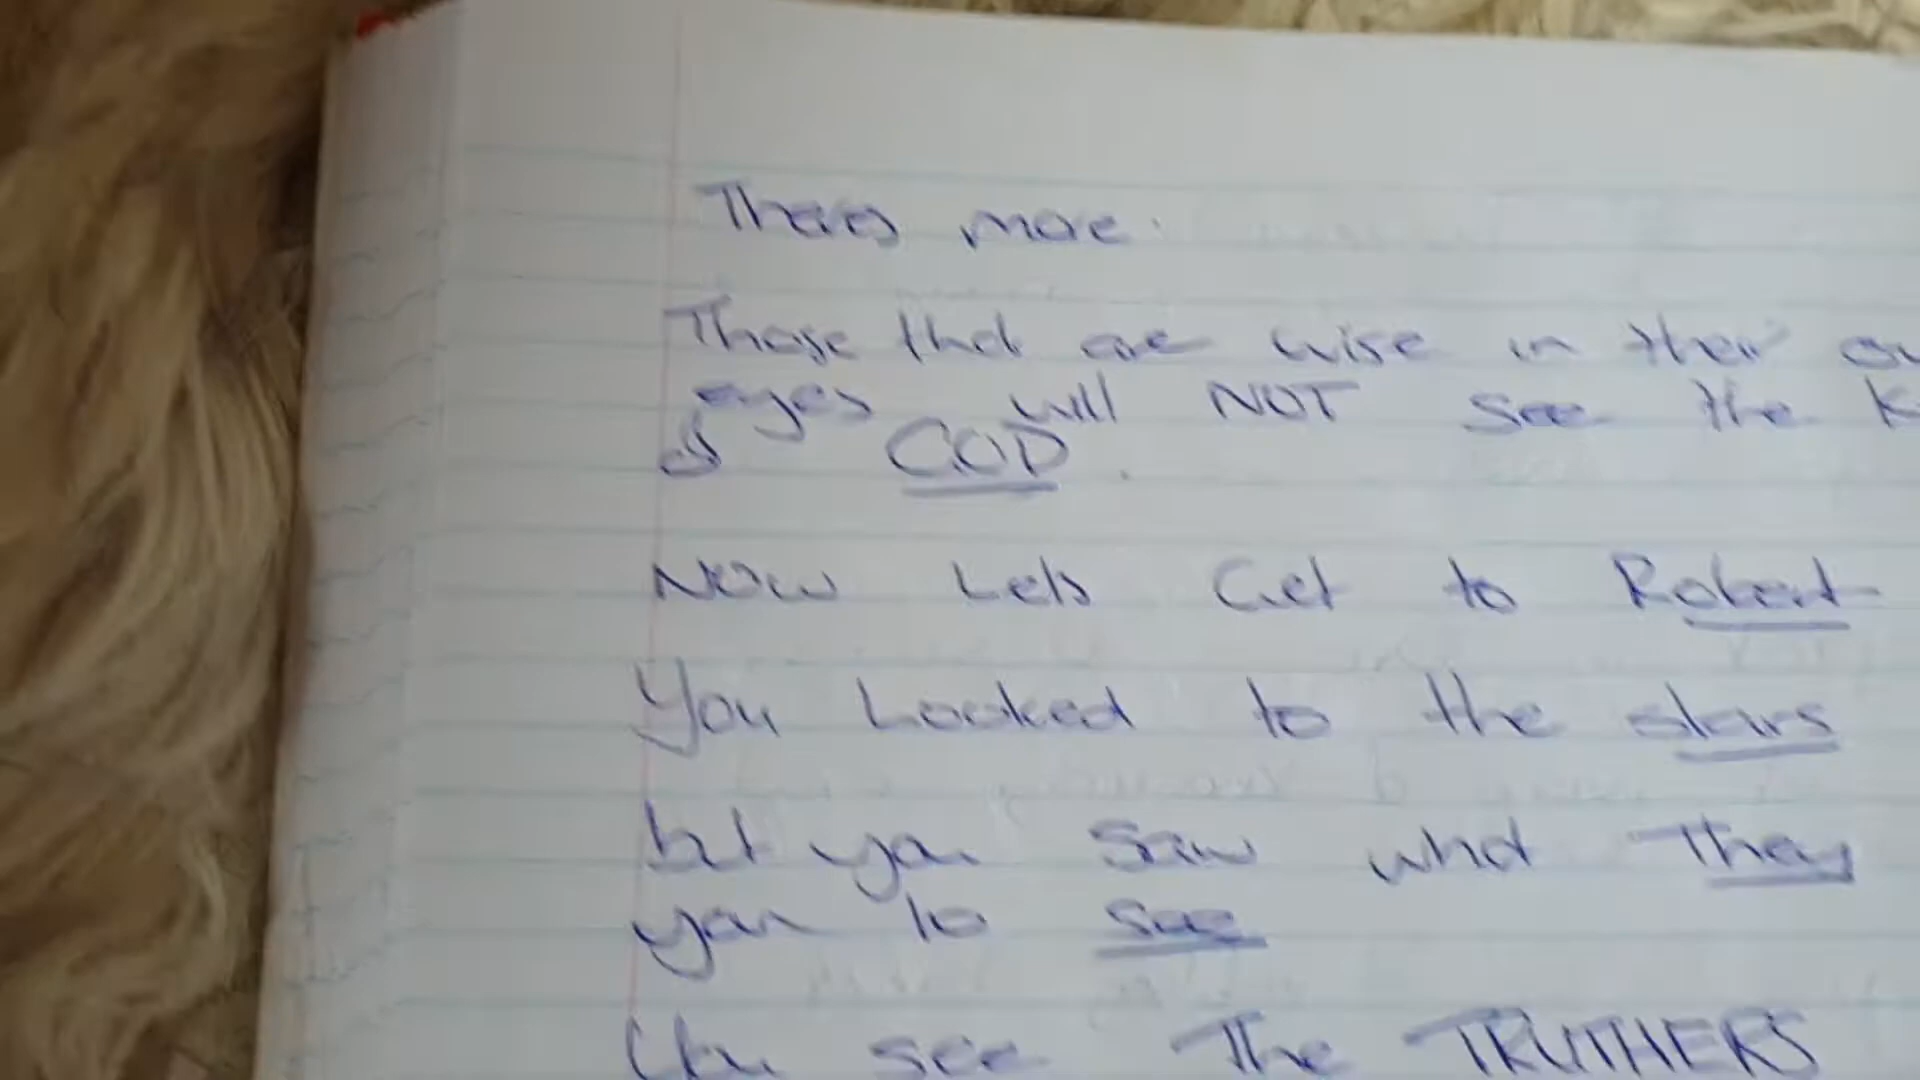 Theres more.
Those that are wise in their
eyes will NOT see the
of GOD.
Now Lets Get to Robert
You Looked to the stars
but you saw what They
you to see
You see The TRUTHERS